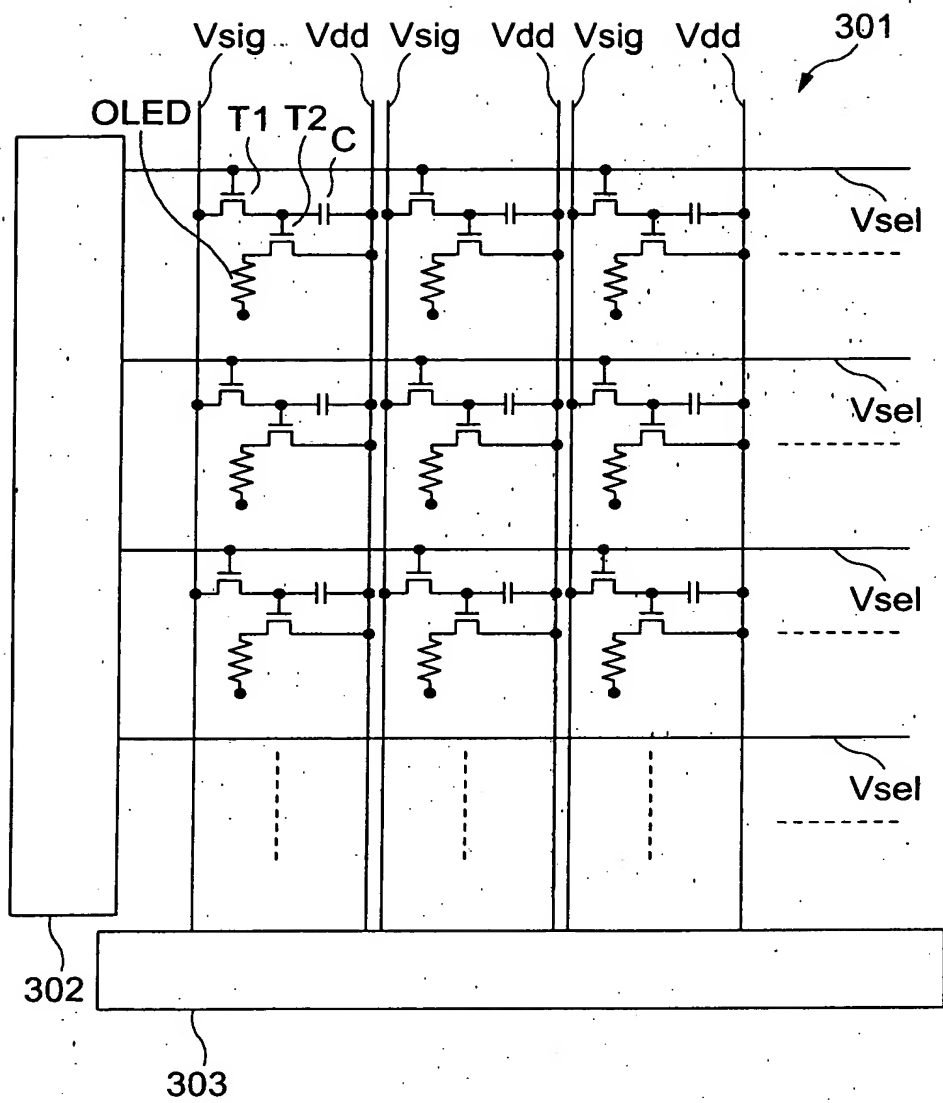 301
Vsig Vdd Vsig Vdd Vsig Vdd
OLED T1 T2 C
Vsel
Vsel
Vsel
Vsel
302
303